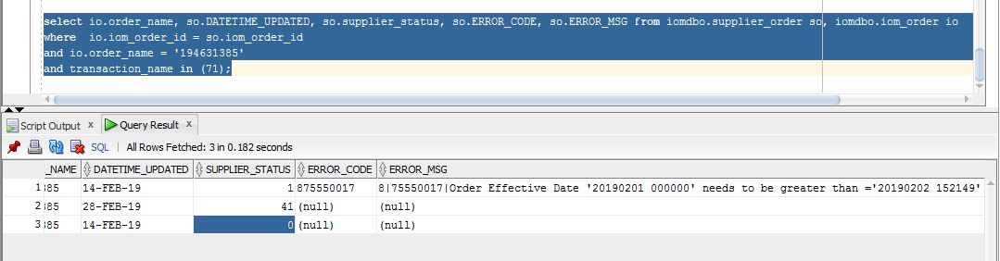 select io.order_name, so.DATETIME_UPDATED, so.supplier_status, so.ERROR_CODE, so.ERROR_MSG from iomdbo.supplier_order so, iomdbo.iom_order io
where  io.iom_order_id = so.iom_order_id
and io.order_name = '194631385'
and transaction_name in (71);
Script Output x Query Result x
SQL | All Rows Fetched: 3 in 0.182 seconds
_NAME DATETIME_UPDATED SUPPLIER_STATUS ERROR_CODE ERROR_MSG
1 385 14-FEB-19 1 875550017 8|75550017|Order Effective Date '20190201 000000' needs to be greater than ='20190202 152149'
2 385 28-FEB-19 41 (null) (null)
3 385 14-FEB-19 0 (null) (null)